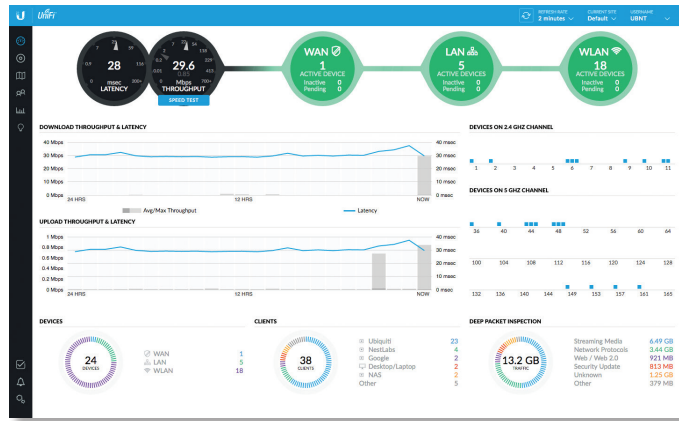 U UniFi
REFRESH RATE
2 minutes
CURRENT SITE
Default
USERNAME
UBNT
28
msec
LATENCY
29.6
0.85
Mbps
THROUGHPUT
SPEED TEST
WAN
1
ACTIVE DEVICE
Inactive 0
Pending 0
LAN
5
ACTIVE DEVICES
Inactive 0
Pending 0
WLAN
18
ACTIVE DEVICES
Inactive 0
Pending 0
DOWNLOAD THROUGHPUT & LATENCY
40 Mbps 40 msec
30 Mbps 30 msec
20 Mbps 20 msec
10 Mbps 10 msec
0 Mbps 0 msec
24 HRS 12 HRS NOW
Avg/Max Throughput Latency
UPLOAD THROUGHPUT & LATENCY
1 Mbps 40 msec
0.8 Mbps 30 msec
0.6 Mbps
0.4 Mbps 20 msec
0.2 Mbps 10 msec
0 Mbps 0 msec
24 HRS 12 HRS NOW
DEVICES ON 2.4 GHZ CHANNEL
1 2 3 4 5 6 7 8 9 10 11
DEVICES ON 5 GHZ CHANNEL
36 40 44 48 52 56 60 64
100 104 108 112 116 120 124 128
132 136 140 144 149 153 157 161 165
DEVICES
24
DEVICES
WAN 1
LAN 5
WLAN 18
CLIENTS
38
CLIENTS
Ubiquiti 23
NestLabs 4
Google 2
Desktop/Laptop 2
NAS 2
Other 5
DEEP PACKET INSPECTION
13.2 GB
TRAFFIC
Streaming Media 6.49 GB
Network Protocols 3.44 GB
Web / Web 2.0 921 MB
Security Update 813 MB
Unknown 1.25 GB
Other 379 MB